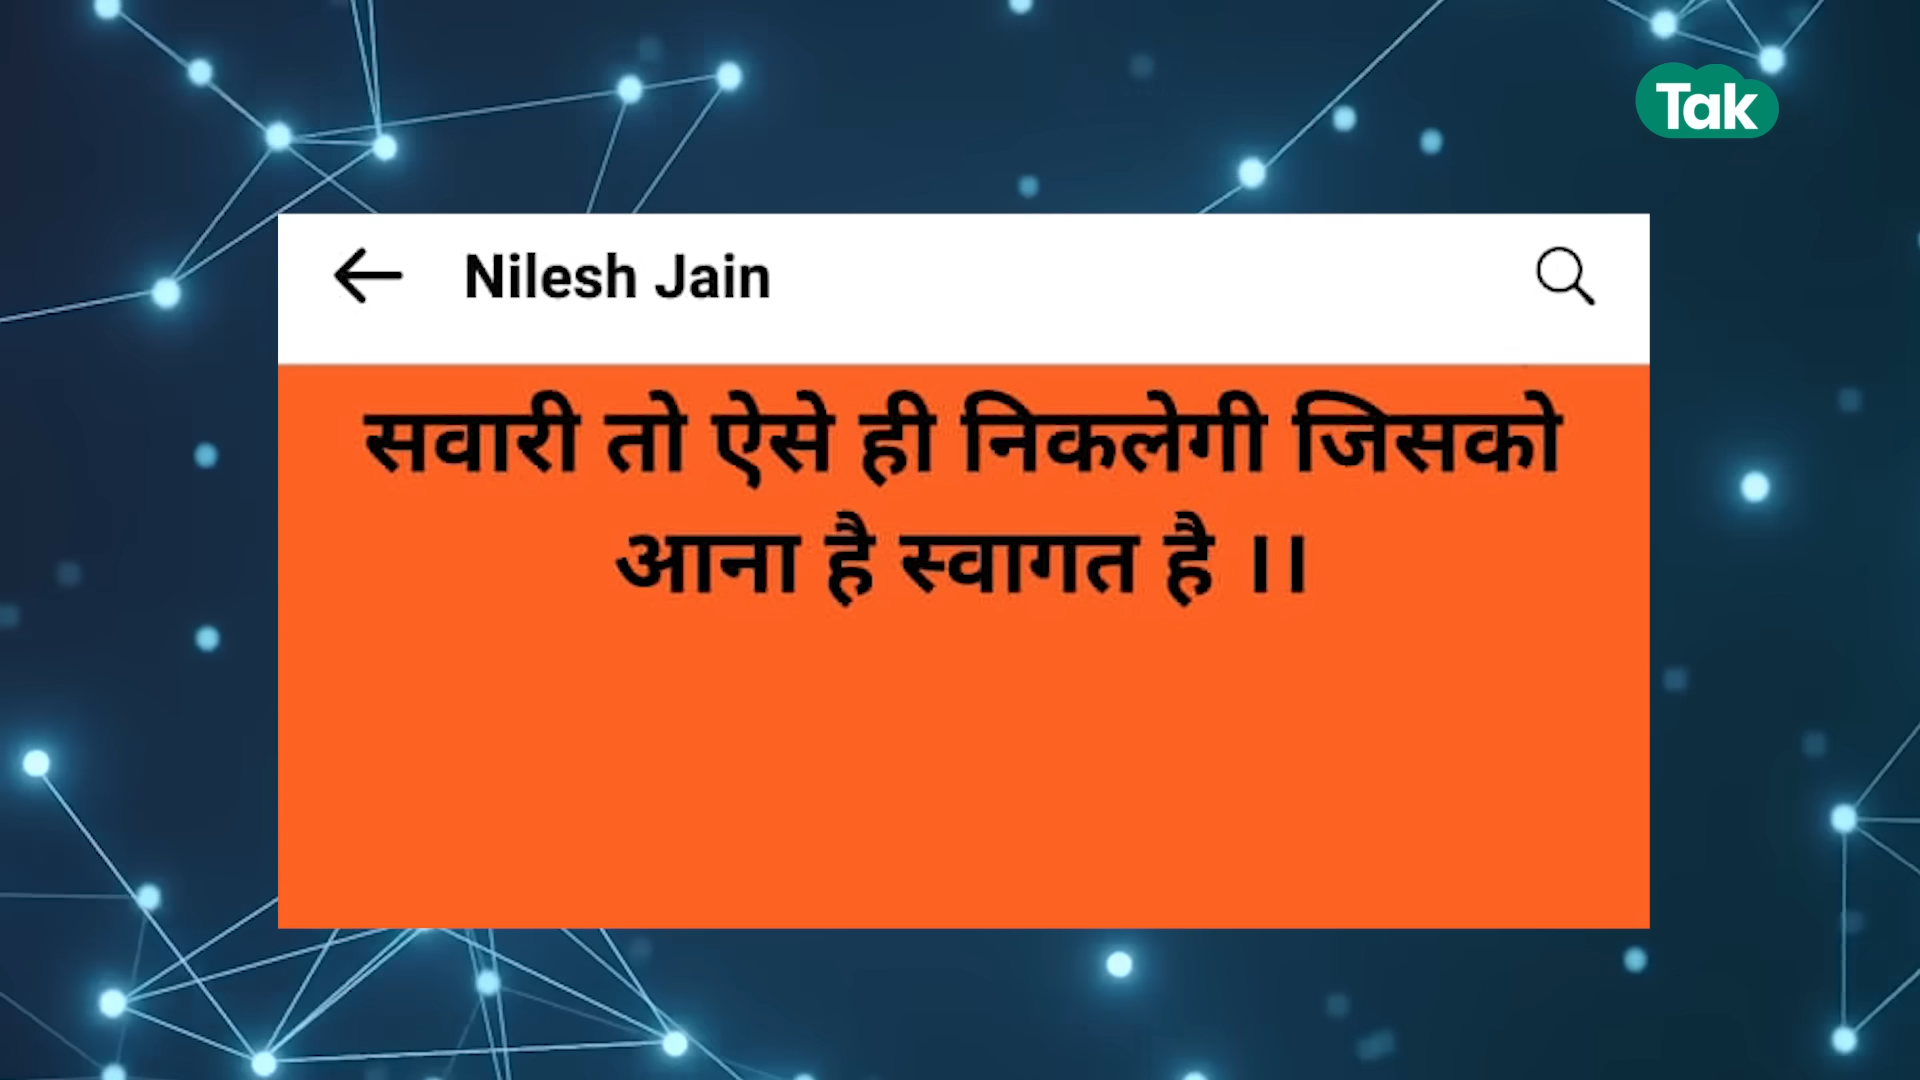 Tak
Nilesh Jain
सवारी तो ऐसे ही निकलेगी जिसको
आना है स्वागत है ।।